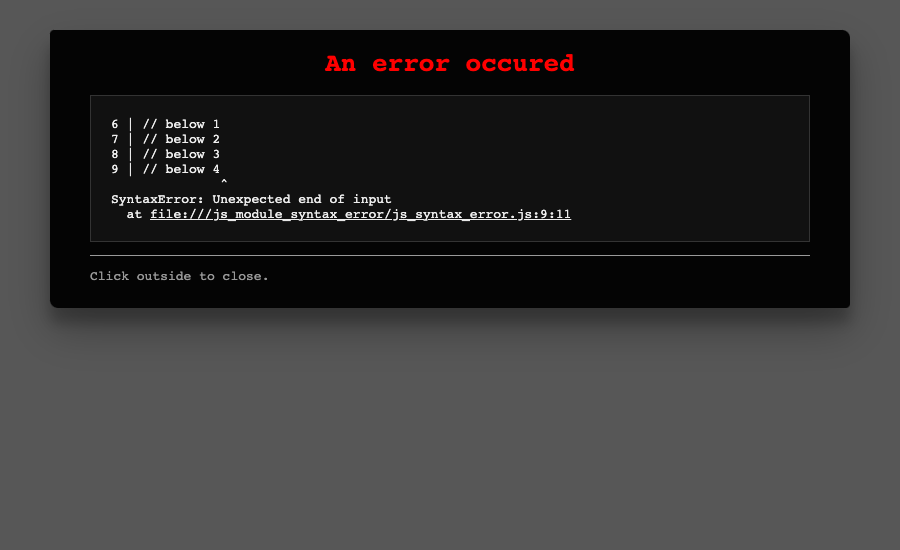 An error occured
6 | // below 1
7 | // below 2
8 | // below 3
9 | // below 4
^
SyntaxError: Unexpected end of input
at file:///js_module_syntax_error/js_syntax_error.js:9:11
Click outside to close.